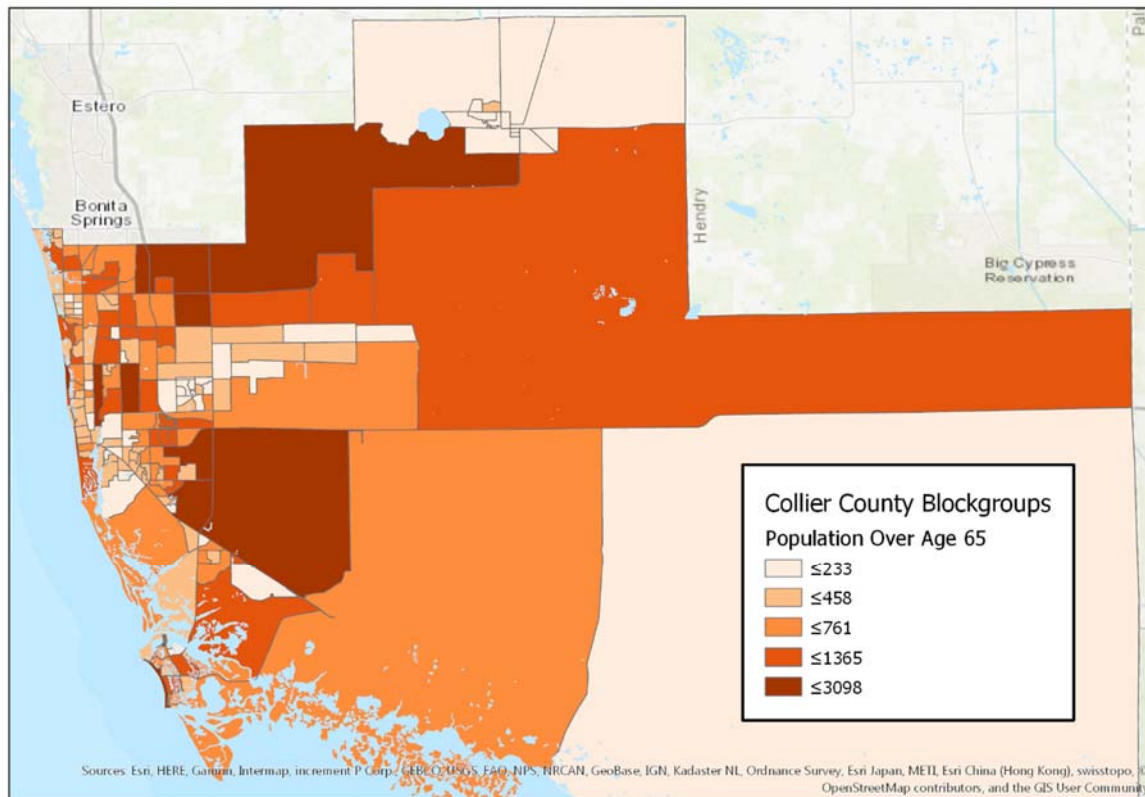 Pala
Estero
Bonita
Springs
Hendry
Big Cypress
Reservation
Collier County Blockgroups
Population Over Age 65
≤233
≤458
≤761
≤1365
≤3098
Sources: Esri, HERE, Garmin, Intermap, increment P Corp., GEBCO, USGS, FAO, NPS, NRCAN, GeoBase, IGN, Kadaster NL, Ordnance Survey, Esri Japan, METI, Esri China (Hong Kong), swisstopo, ©
OpenStreetMap contributors, and the GIS User Communi